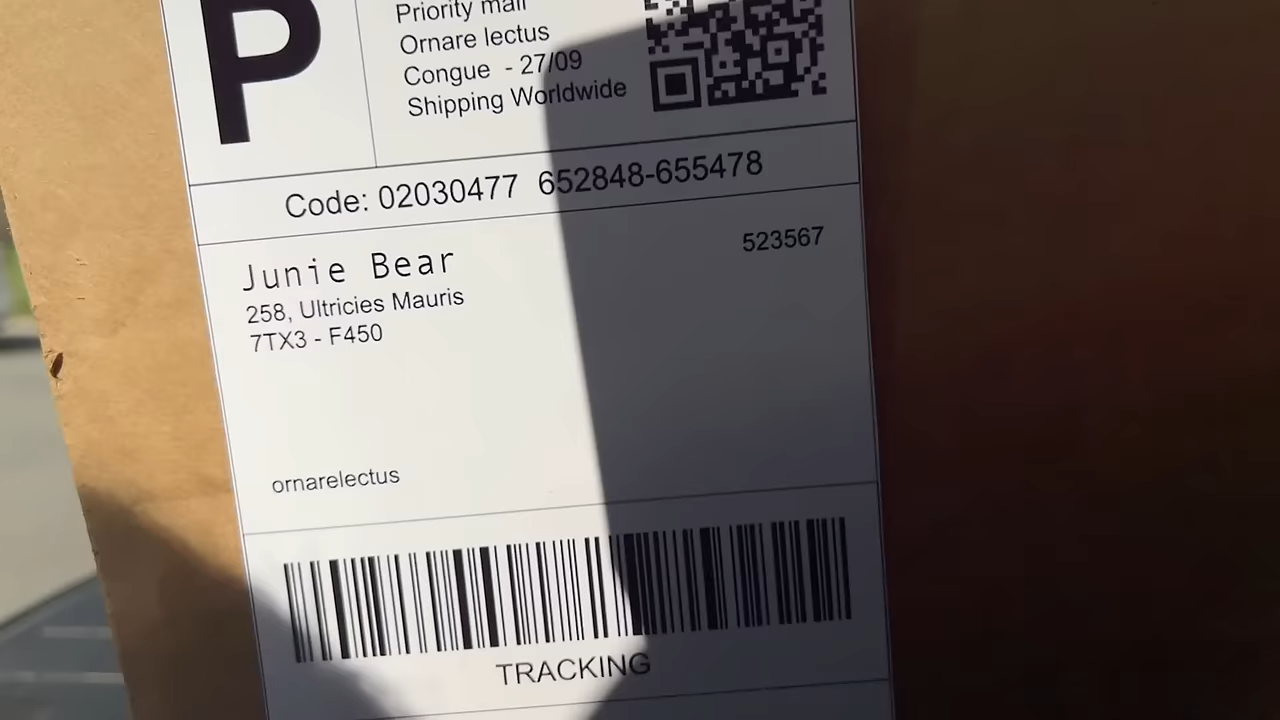 P
Priority mail
Ornare lectus
Congue - 27/09
Shipping Worldwide
Code: 02030477 652848-655478
523567
Junie Bear
258, Ultricies Mauris
7TX3 - F450
ornarelectus
TRACKING